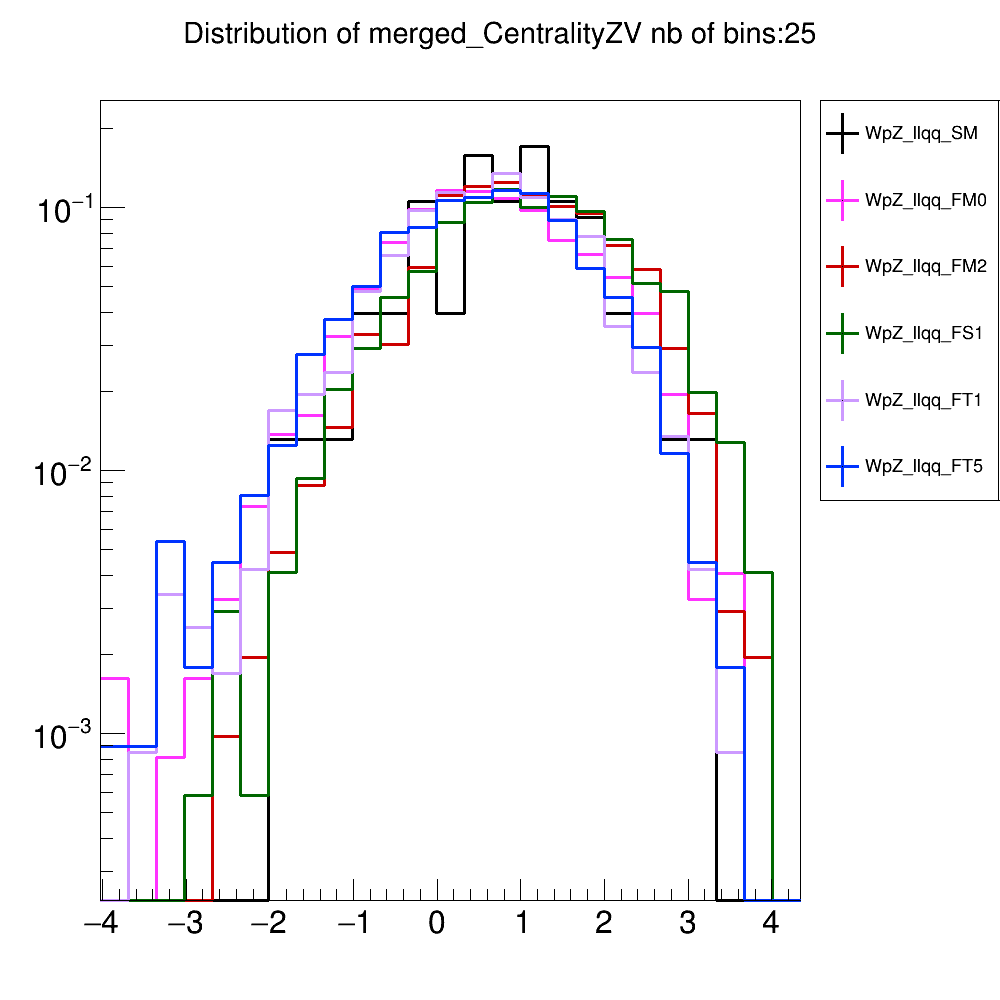 Distribution of merged_CentralityZV nb of bins:25
10⁻¹
10⁻²
10⁻³
−4 −3 −2 −1 0 1 2 3 4
WpZ_llqq_SM
WpZ_llqq_FM0
WpZ_llqq_FM2
WpZ_llqq_FS1
WpZ_llqq_FT1
WpZ_llqq_FT5